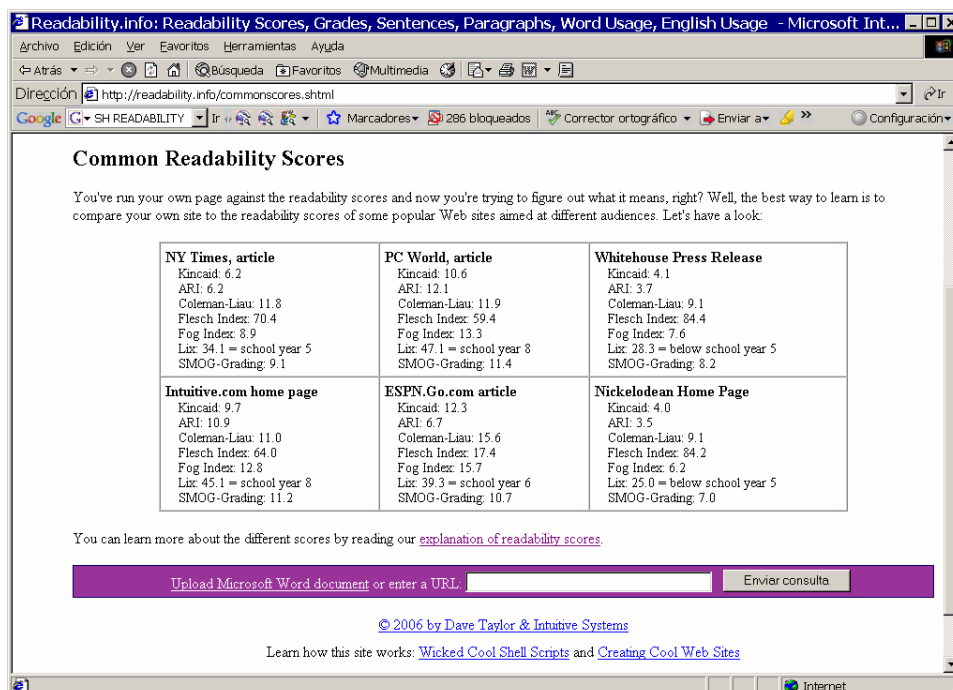 Readability.info: Readability Scores, Grades, Sentences, Paragraphs, Word Usage, English Usage - Microsoft Int...
Archivo Edición Ver Favoritos Herramientas Ayuda
Atrás Búsqueda Favoritos Multimedia
Dirección http://readability.info/commonscores.shtml Ir
Google G SH READABILITY Ir Marcadores 286 bloqueados ABC Corrector ortográfico Enviar a » Configuración
Common Readability Scores
You've run your own page against the readability scores and now you're trying to figure out what it means, right? Well, the best way to learn is to
compare your own site to the readability scores of some popular Web sites aimed at different audiences. Let's have a look:
NY Times, article
Kincaid: 6.2
ARI: 6.2
Coleman-Liau: 11.8
Flesch Index: 70.4
Fog Index: 8.9
Lix: 34.1 = school year 5
SMOG-Grading: 9.1
PC World, article
Kincaid: 10.6
ARI: 12.1
Coleman-Liau: 11.9
Flesch Index: 59.4
Fog Index: 13.3
Lix: 47.1 = school year 8
SMOG-Grading: 11.4
Whitehouse Press Release
Kincaid: 4.1
ARI: 3.7
Coleman-Liau: 9.1
Flesch Index: 84.4
Fog Index: 7.6
Lix: 28.3 = below school year 5
SMOG-Grading: 8.2
Intuitive.com home page
Kincaid: 9.7
ARI: 10.9
Coleman-Liau: 11.0
Flesch Index: 64.0
Fog Index: 12.8
Lix: 45.1 = school year 8
SMOG-Grading: 11.2
ESPN.Go.com article
Kincaid: 12.3
ARI: 6.7
Coleman-Liau: 15.6
Flesch Index: 17.4
Fog Index: 15.7
Lix: 39.3 = school year 6
SMOG-Grading: 10.7
Nickelodean Home Page
Kincaid: 4.0
ARI: 3.5
Coleman-Liau: 9.1
Flesch Index: 84.2
Fog Index: 6.2
Lix: 25.0 = below school year 5
SMOG-Grading: 7.0
You can learn more about the different scores by reading our explanation of readability scores.
Upload Microsoft Word document or enter a URL: Enviar consulta
© 2006 by Dave Taylor & Intuitive Systems
Learn how this site works: Wicked Cool Shell Scripts and Creating Cool Web Sites
Internet